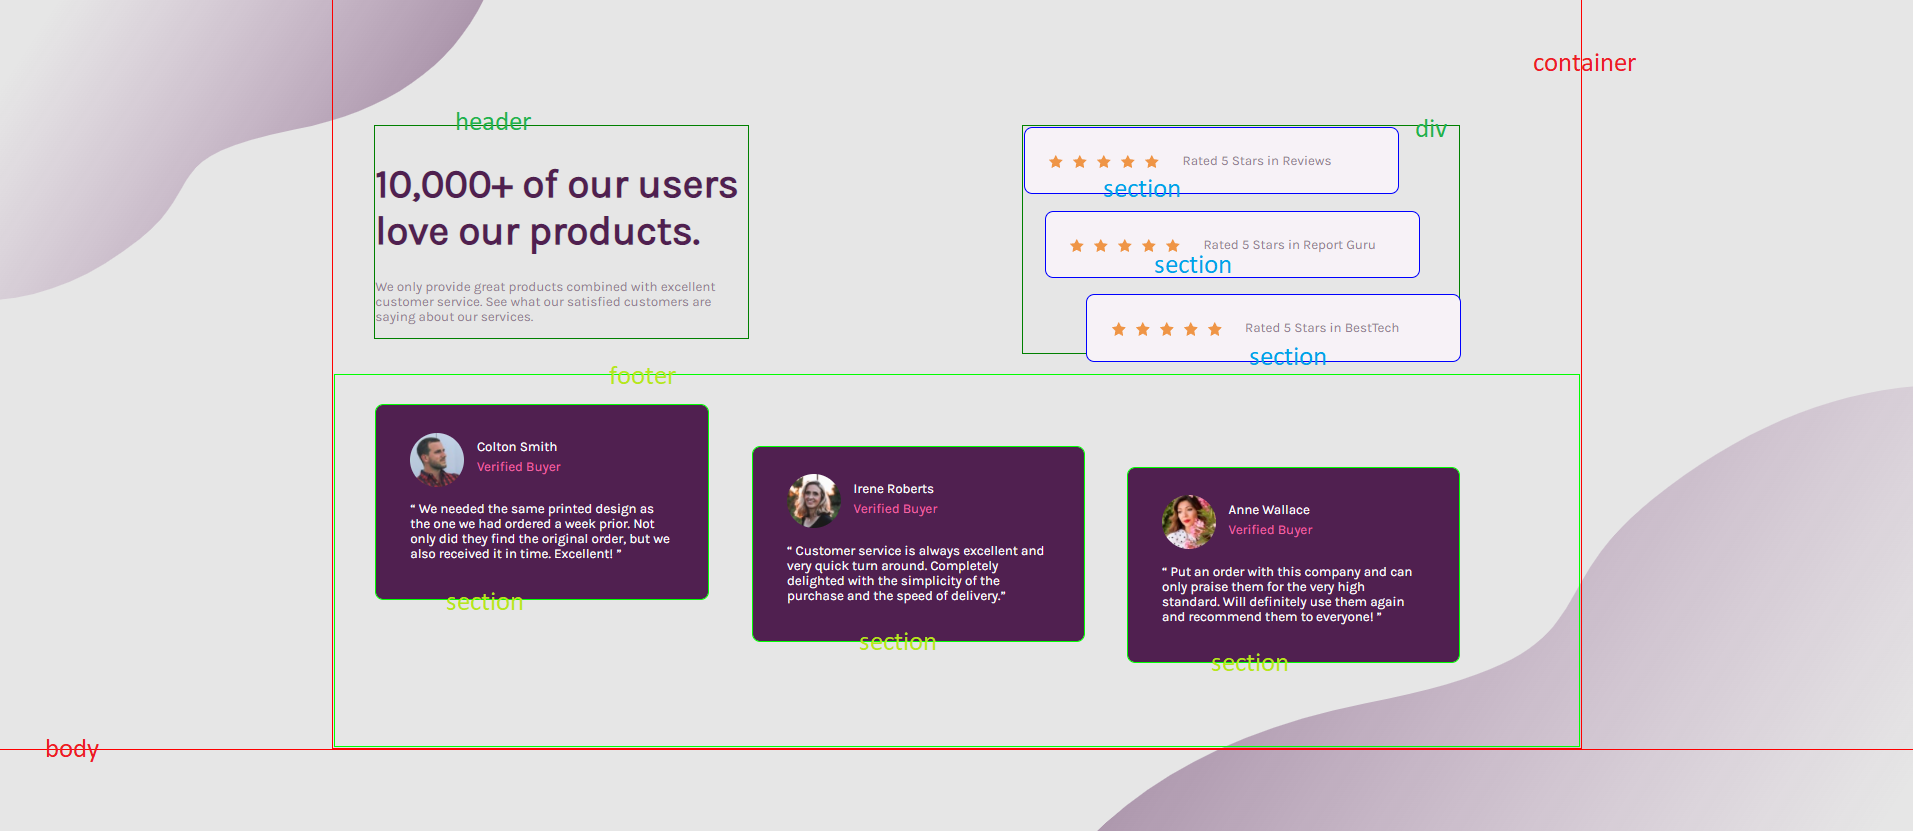 container
header
10,000+ of our users
love our products.
We only provide great products combined with excellent
customer service. See what our satisfied customers are
saying about our services.
div
Rated 5 Stars in Reviews
section
Rated 5 Stars in Report Guru
section
Rated 5 Stars in BestTech
section
footer
Colton Smith
Verified Buyer
“ We needed the same printed design as
the one we had ordered a week prior. Not
only did they find the original order, but we
also received it in time. Excellent! ”
section
Irene Roberts
Verified Buyer
“ Customer service is always excellent and
very quick turn around. Completely
delighted with the simplicity of the
purchase and the speed of delivery.”
section
Anne Wallace
Verified Buyer
“ Put an order with this company and can
only praise them for the very high
standard. Will definitely use them again
and recommend them to everyone! ”
section
body